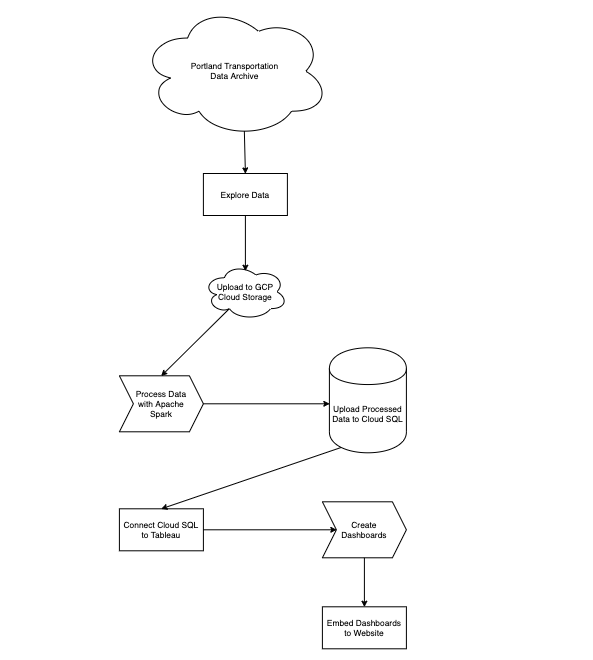 Portland Transportation
Data Archive
Explore Data
Upload to GCP
Cloud Storage
Process Data
with Apache
Spark
Upload Processed
Data to Cloud SQL
Connect Cloud SQL
to Tableau
Create
Dashboards
Embed Dashboards
to Website